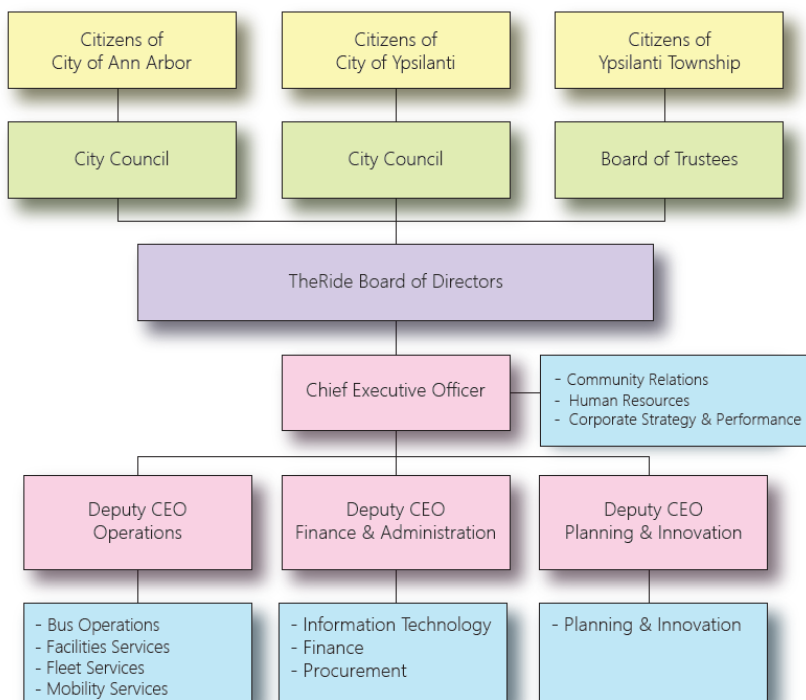 Citizens of
City of Ann Arbor
Citizens of
City of Ypsilanti
Citizens of
Ypsilanti Township
City Council
City Council
Board of Trustees
TheRide Board of Directors
Chief Executive Officer
- Community Relations
- Human Resources
- Corporate Strategy & Performance
Deputy CEO
Operations
Deputy CEO
Finance & Administration
Deputy CEO
Planning & Innovation
- Bus Operations
- Facilities Services
- Fleet Services
- Mobility Services
- Information Technology
- Finance
- Procurement
- Planning & Innovation